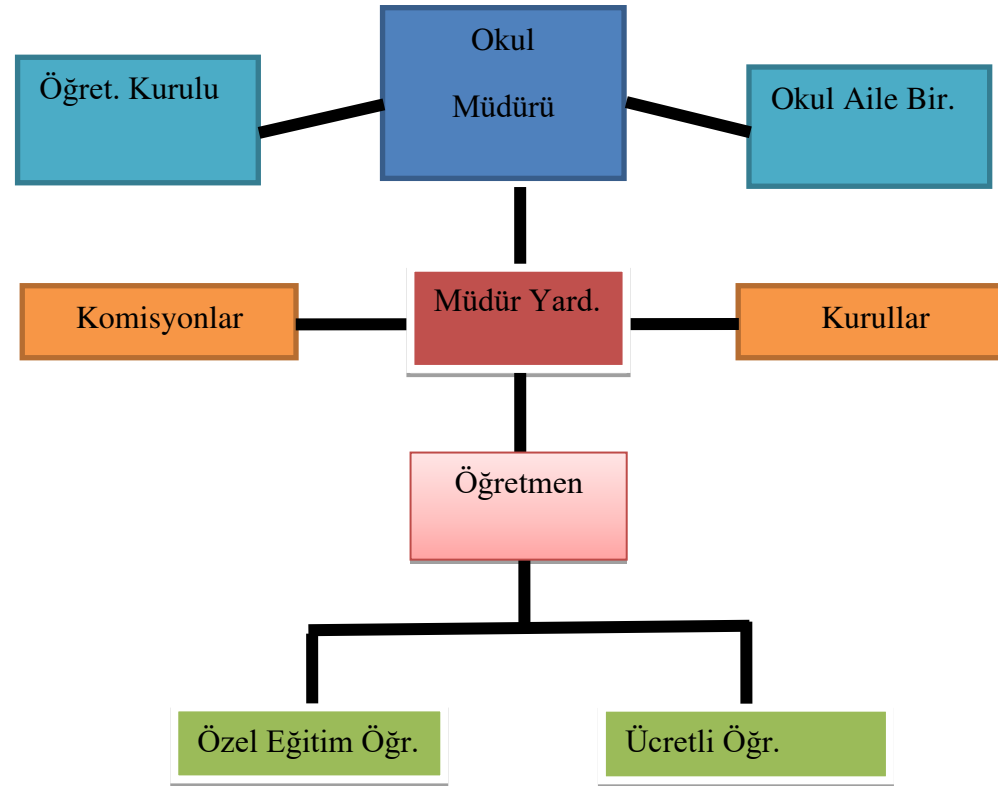 Okul
Müdürü
Öğret. Kurulu
Okul Aile Bir.
Komisyonlar
Müdür Yard.
Kurullar
Öğretmen
Özel Eğitim Öğr.
Ücretli Öğr.